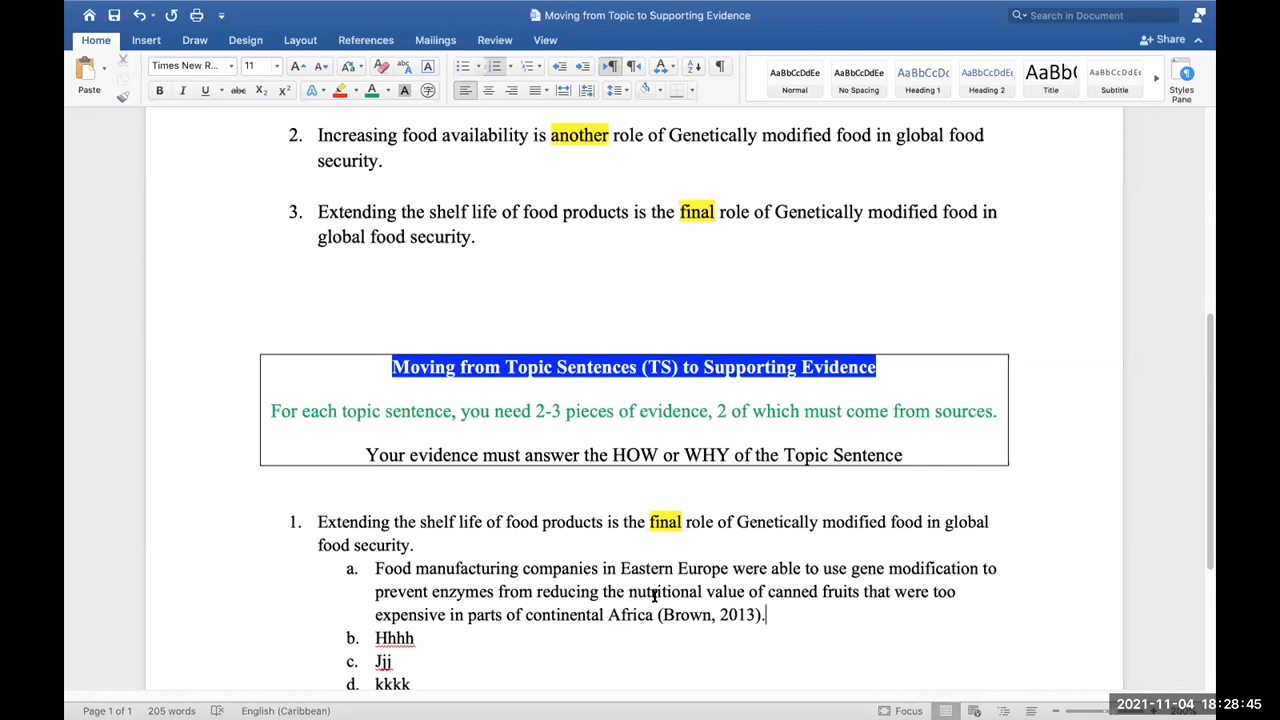 Moving from Topic to Supporting Evidence
Search in Document
Home Insert Draw Design Layout References Mailings Review View
Share
Paste
Times New R... 11
AaBbCcDdEe AaBbCcDdEe AaBbCcDc AaBbCcDdEe AaBb( AaBbCcDdEe
Normal No Spacing Heading 1 Heading 2 Title Subtitle
Styles
Pane
2. Increasing food availability is another role of Genetically modified food in global food
security.
3. Extending the shelf life of food products is the final role of Genetically modified food in
global food security.
Moving from Topic Sentences (TS) to Supporting Evidence
For each topic sentence, you need 2-3 pieces of evidence, 2 of which must come from sources.
Your evidence must answer the HOW or WHY of the Topic Sentence
1. Extending the shelf life of food products is the final role of Genetically modified food in global
food security.
a. Food manufacturing companies in Eastern Europe were able to use gene modification to
prevent enzymes from reducing the nutritional value of canned fruits that were too
expensive in parts of continental Africa (Brown, 2013).
b. Hhhh
c. Jjj
d. kkkk
Page 1 of 1 205 words English (Caribbean) Focus
2021-11-04 18:28:45